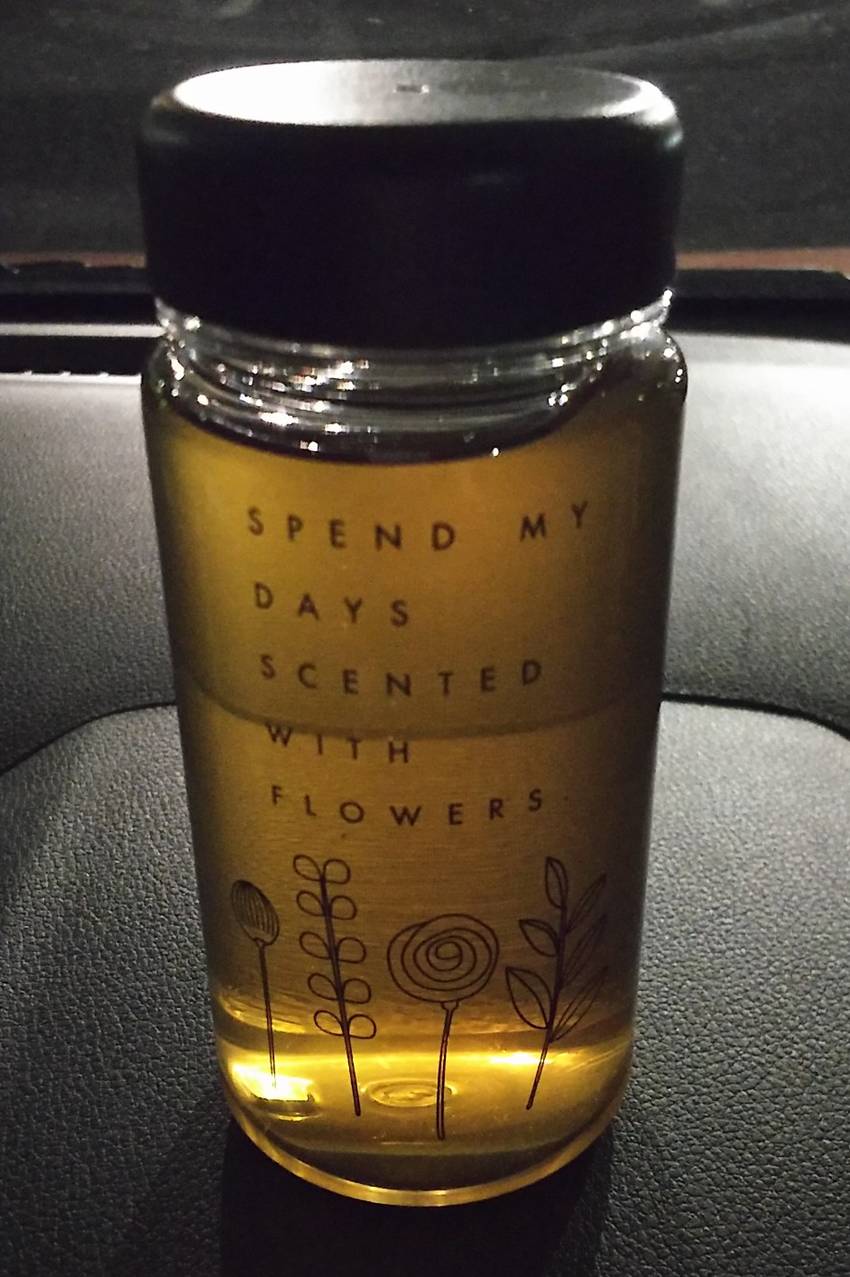 SPEND MY
DAYS
SCENTED
WITH
FLOWERS.